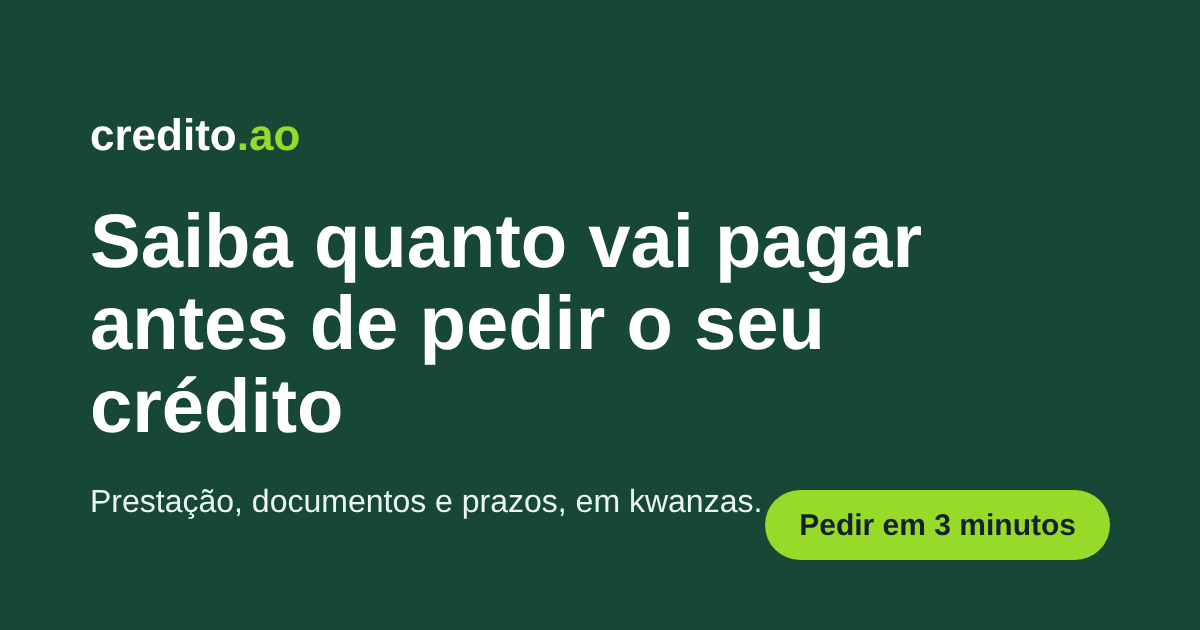 credito.ao
Saiba quanto vai pagar
antes de pedir o seu
crédito
Prestação, documentos e prazos, em kwanzas.
Pedir em 3 minutos